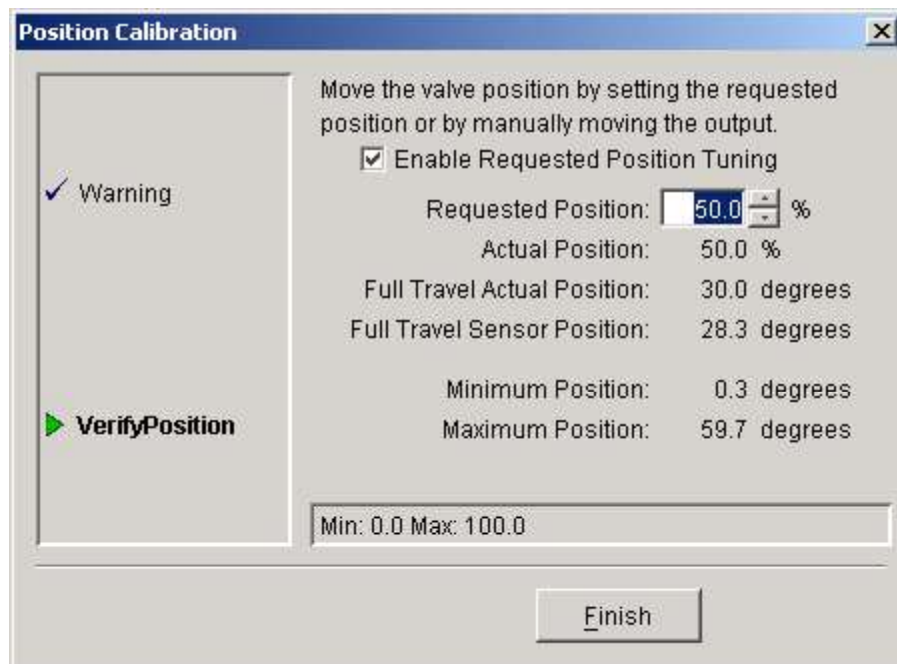 Position Calibration
Move the valve position by setting the requested
position or by manually moving the output.
Enable Requested Position Tuning
Warning
Requested Position: 50.0 %
Actual Position: 50.0 %
Full Travel Actual Position: 30.0 degrees
Full Travel Sensor Position: 28.3 degrees
Minimum Position: 0.3 degrees
VerifyPosition
Maximum Position: 59.7 degrees
Min: 0.0 Max: 100.0
Finish